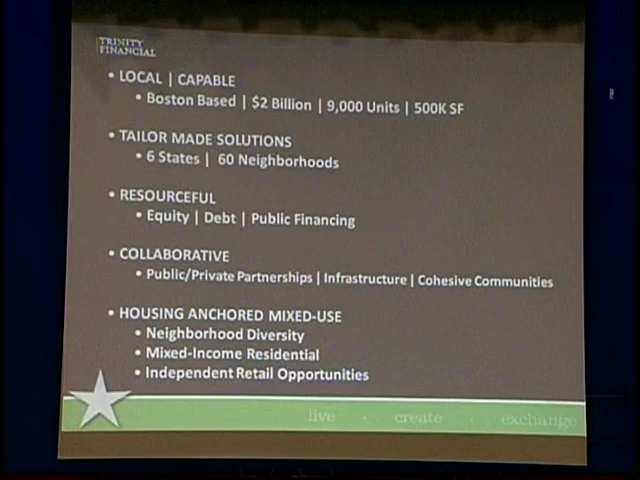 TRINITY
FINANCIAL
• LOCAL | CAPABLE
• Boston Based | $2 Billion | 9,000 Units | 500K SF
• TAILOR MADE SOLUTIONS
• 6 States | 60 Neighborhoods
• RESOURCEFUL
• Equity | Debt | Public Financing
• COLLABORATIVE
• Public/Private Partnerships | Infrastructure | Cohesive Communities
• HOUSING ANCHORED MIXED-USE
• Neighborhood Diversity
• Mixed-Income Residential
• Independent Retail Opportunities
live · create · exchange